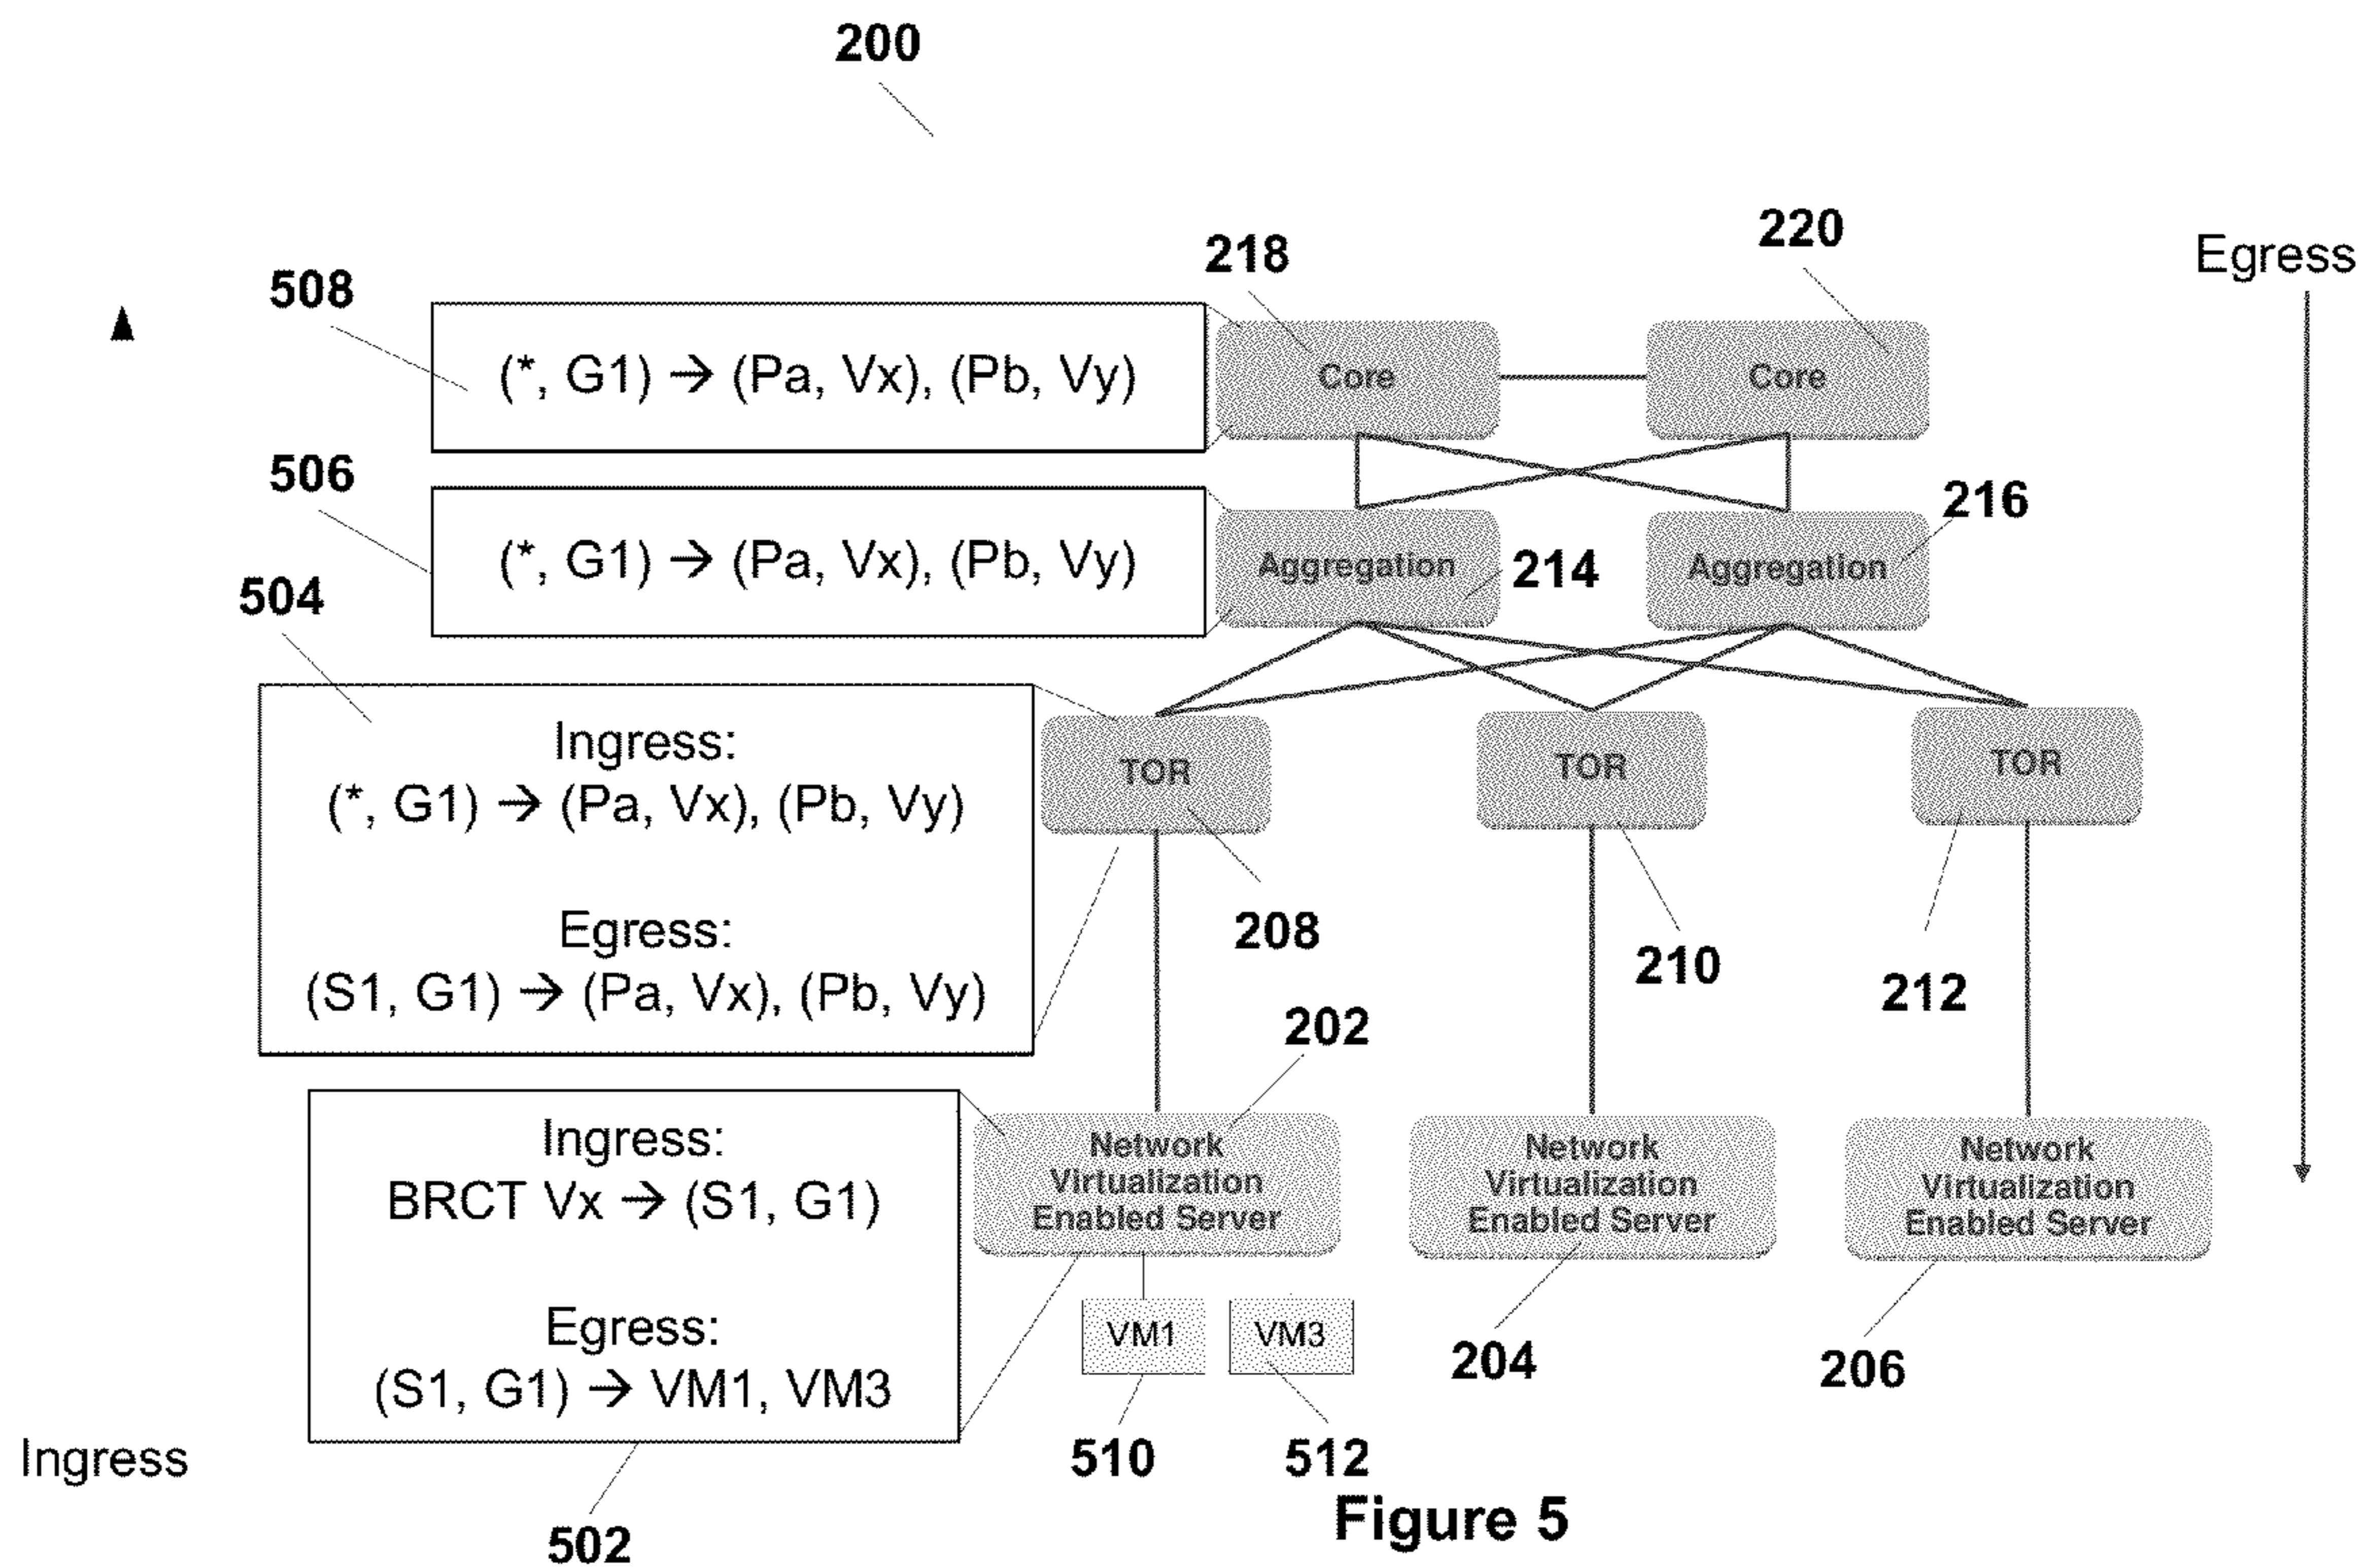 200
218
220
Egress
508
(*, G1) → (Pa, Vx), (Pb, Vy)
Core
Core
506
(*, G1) → (Pa, Vx), (Pb, Vy)
Aggregation
214
Aggregation
216
504
Ingress:
(*, G1) → (Pa, Vx), (Pb, Vy)
Egress:
(S1, G1) → (Pa, Vx), (Pb, Vy)
TOR
TOR
TOR
208
210
212
202
Ingress:
BRCT Vx → (S1, G1)
Egress:
(S1, G1) → VM1, VM3
Network
Virtualization
Enabled Server
Network
Virtualization
Enabled Server
Network
Virtualization
Enabled Server
VM1
VM3
204
206
Ingress
510
512
502
Figure 5